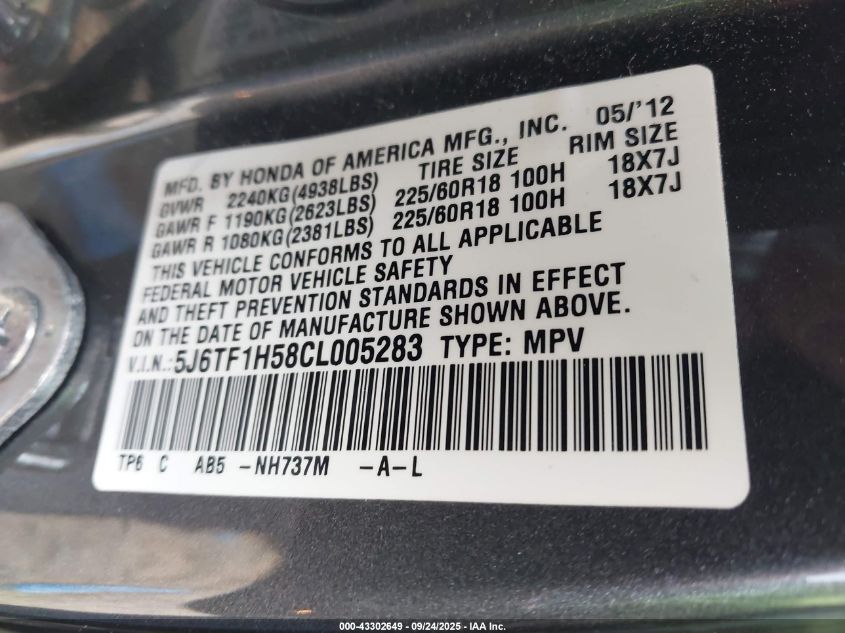 MFD. BY HONDA OF AMERICA MFG., INC. 05/'12
GVWR 2240KG(4938LBS) TIRE SIZE RIM SIZE
GAWR F 1190KG(2623LBS) 225/60R18 100H 18X7J
GAWR R 1080KG(2381LBS) 225/60R18 100H 18X7J
THIS VEHICLE CONFORMS TO ALL APPLICABLE
FEDERAL MOTOR VEHICLE SAFETY
AND THEFT PREVENTION STANDARDS IN EFFECT
ON THE DATE OF MANUFACTURE SHOWN ABOVE.
V.I.N.:5J6TF1H58CL005283 TYPE: MPV
TP6 C AB5 -NH737M -A-L
000-43302649 - 09/24/2025 - IAA Inc.